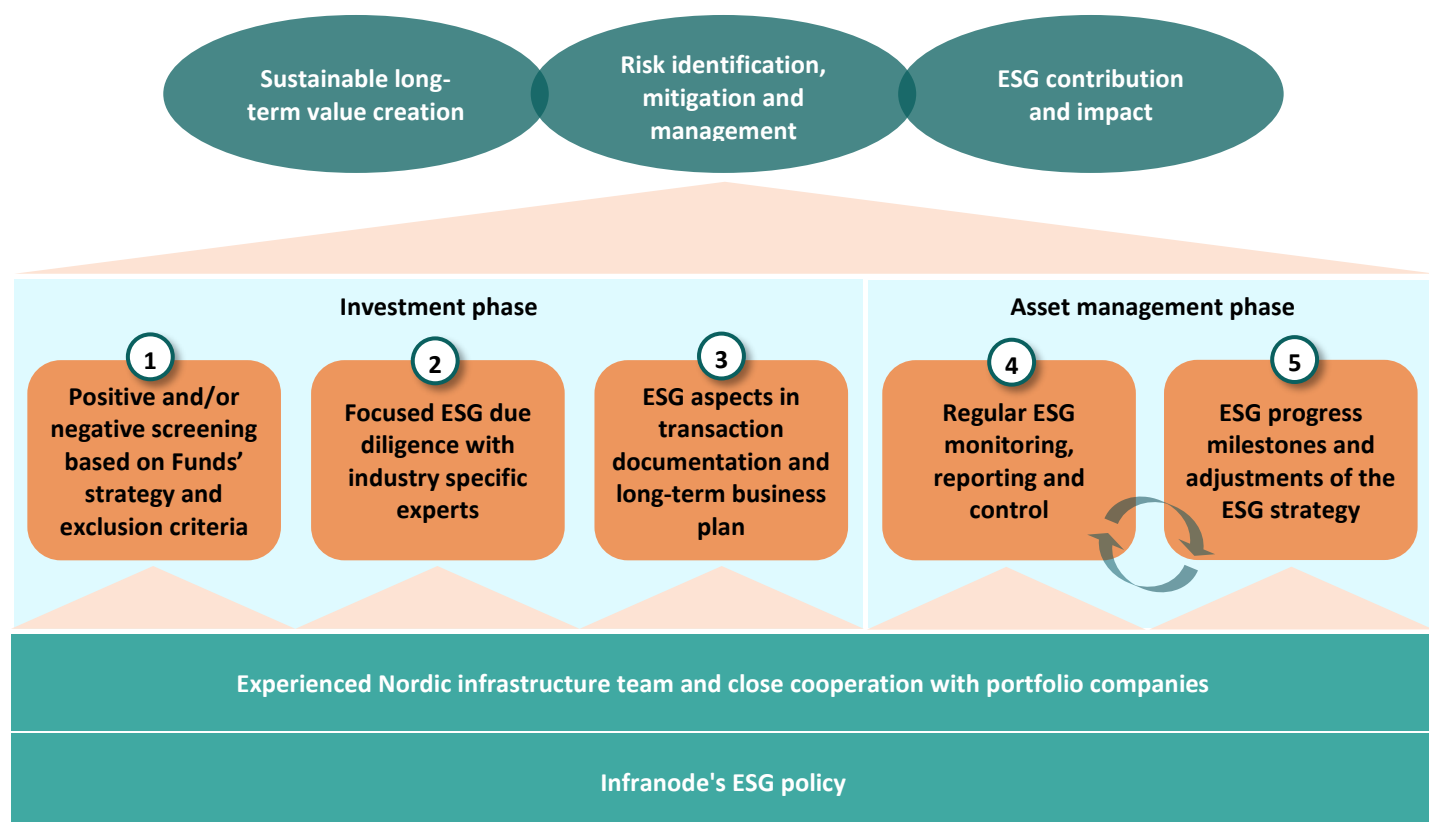 Sustainable long-
term value creation
Risk identification,
mitigation and
management
ESG contribution
and impact
Investment phase
Asset management phase
1
Positive and/or
negative screening
based on Funds’
strategy and
exclusion criteria
2
Focused ESG due
diligence with
industry specific
experts
3
ESG aspects in
transaction
documentation and
long-term business
plan
4
Regular ESG
monitoring,
reporting and
control
5
ESG progress
milestones and
adjustments of the
ESG strategy
Experienced Nordic infrastructure team and close cooperation with portfolio companies
Infranode's ESG policy